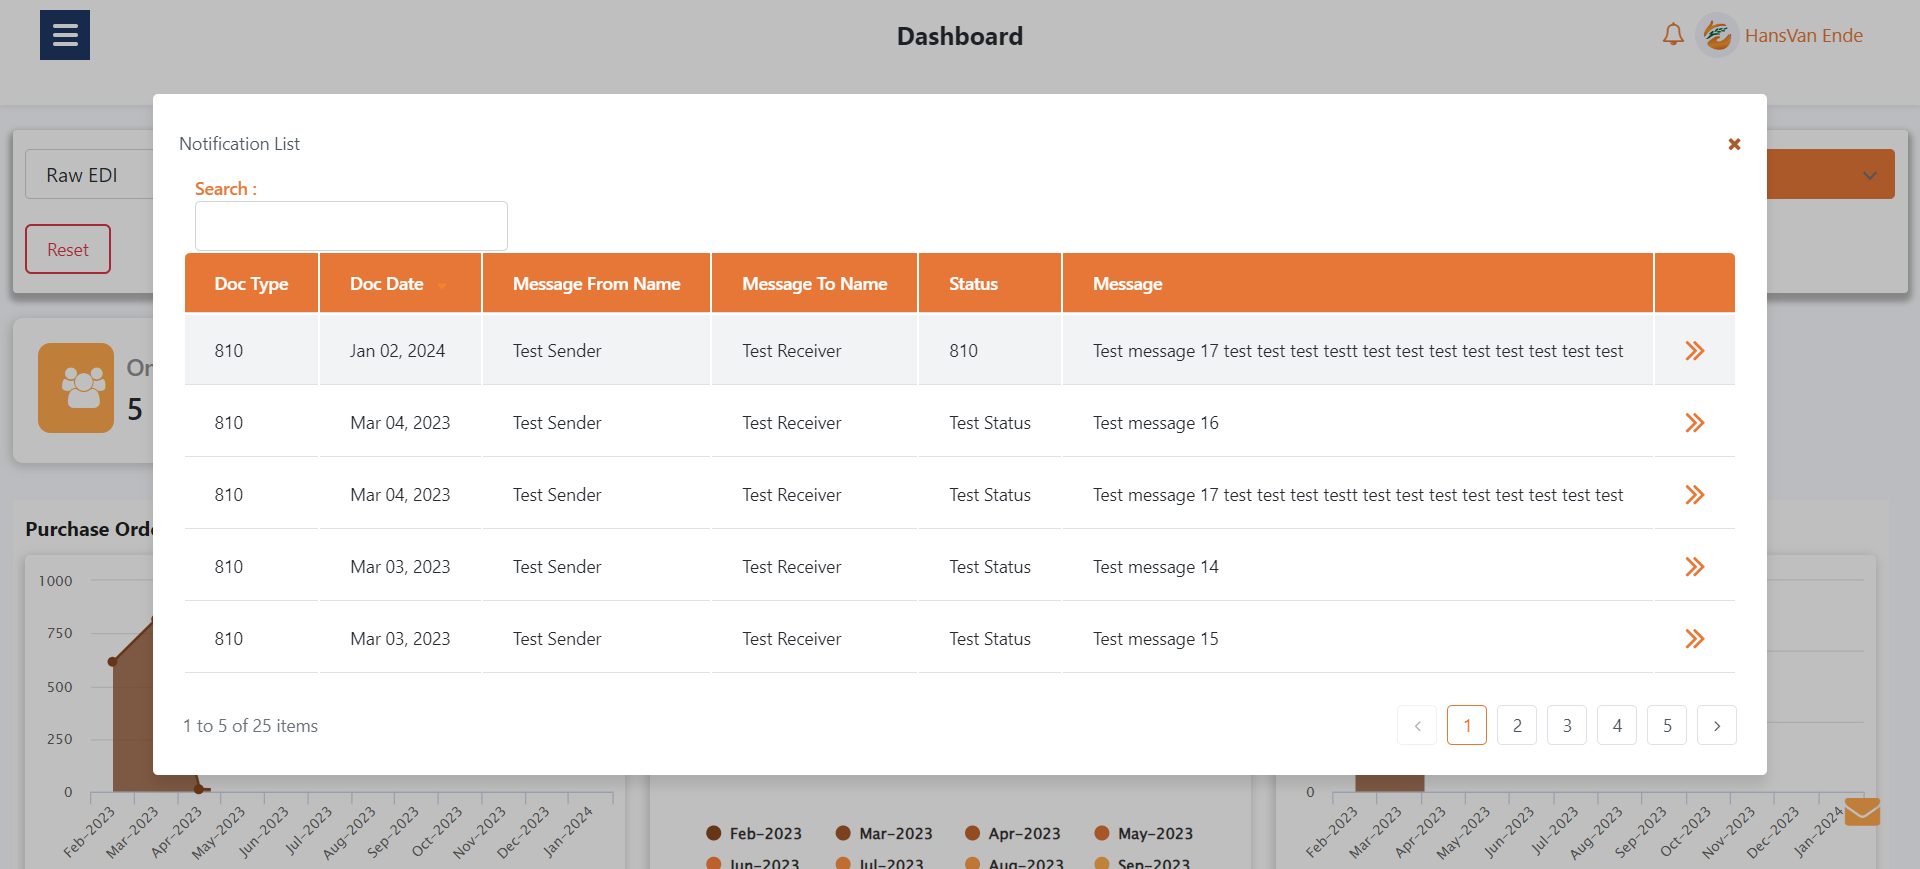 Dashboard
HansVan Ende
Notification List
Raw EDI
Search :
Reset
Doc Type Doc Date Message From Name Message To Name Status Message
810 Jan 02, 2024 Test Sender Test Receiver 810 Test message 17 test test test testt test test test test test test test test
810 Mar 04, 2023 Test Sender Test Receiver Test Status Test message 16
810 Mar 04, 2023 Test Sender Test Receiver Test Status Test message 17 test test test testt test test test test test test test test
810 Mar 03, 2023 Test Sender Test Receiver Test Status Test message 14
810 Mar 03, 2023 Test Sender Test Receiver Test Status Test message 15
1 to 5 of 25 items
1 2 3 4 5
5
Purchase
1000
750
500
250
0
Feb-2023 Mar-2023 Apr-2023 May-2023 Jun-2023 Jul-2023 Aug-2023 Sep-2023 Oct-2023 Nov-2023 Dec-2023 Jan-2024
Feb-2023 Mar-2023 Apr-2023 May-2023
Jun-2023 Jul-2023 Aug-2023 Sep-2023
0
Feb-2023 Mar-2023 Apr-2023 May-2023 Jun-2023 Jul-2023 Aug-2023 Sep-2023 Oct-2023 Nov-2023 Dec-2023 Jan-2024